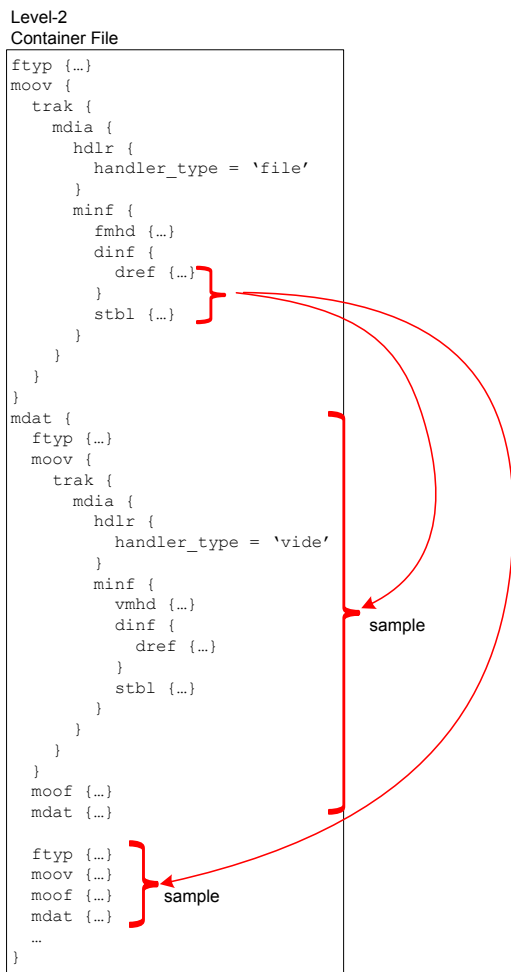 Level-2
Container File
ftyp {…}
moov {
  trak {
    mdia {
      hdlr {
        handler_type = ‘file’
      }
      minf {
        fmhd {…}
        dinf {
          dref {…}
        }
        stbl {…}
      }
    }
  }
}
mdat {
  ftyp {…}
  moov {
    trak {
      mdia {
        hdlr {
          handler_type = ‘vide’
        }
        minf {
          vmhd {…}
          dinf {
            dref {…}
          }
          stbl {…}
        }
      }
    }
  }
  moof {…}
  mdat {…}
sample
  ftyp {…}
  moov {…}
  moof {…}
  mdat {…}
  …
}
sample